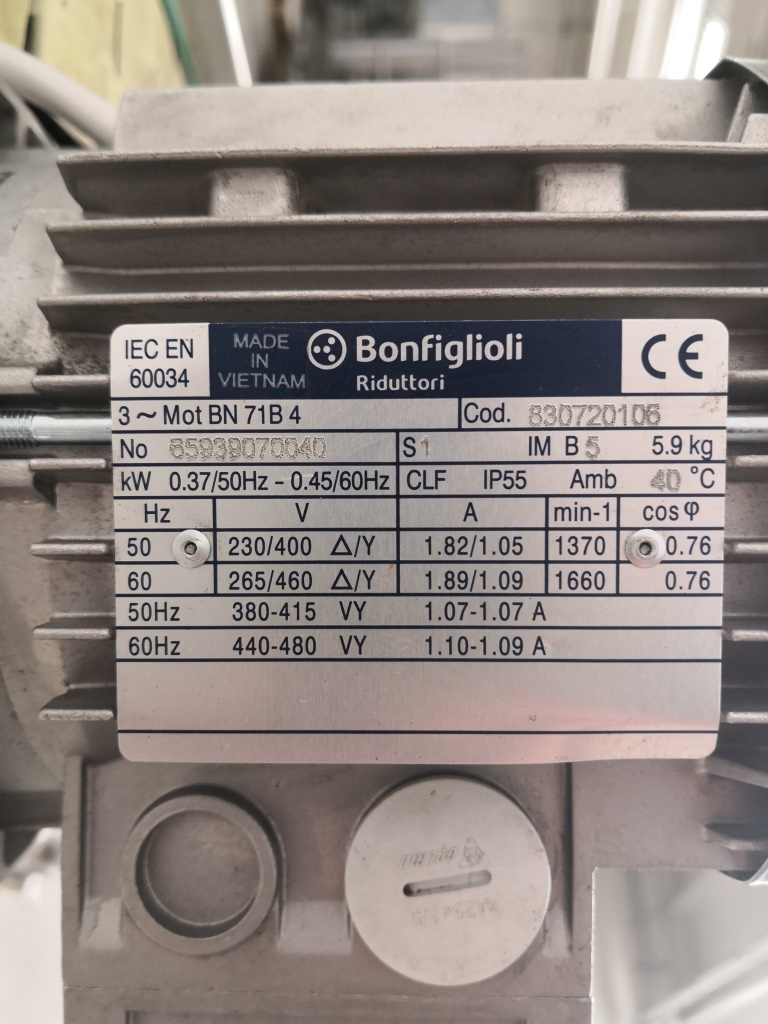 IEC EN
60034
MADE
IN
VIETNAM
Bonfiglioli
Riduttori
CE
3 ~ Mot BN 71B 4 Cod. 830720106
No 85939070040 S1 IM B5 5.9 kg
kW 0.37/50Hz - 0.45/60Hz CLF IP55 Amb 40 °C
Hz V A min-1 cos φ
50 230/400 Δ/Y 1.82/1.05 1370 0.76
60 265/460 Δ/Y 1.89/1.09 1660 0.76
50Hz 380-415 VY 1.07-1.07 A
60Hz 440-480 VY 1.10-1.09 A